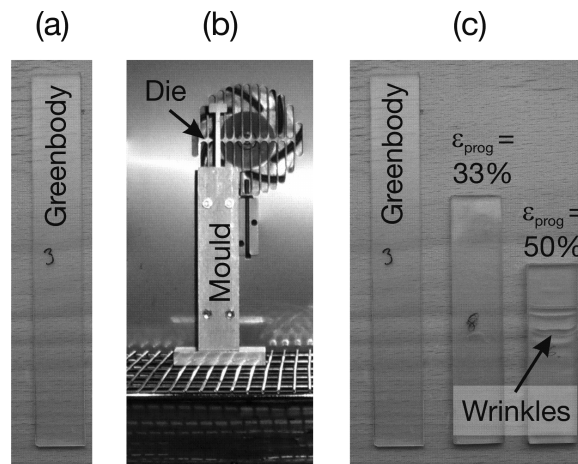 (a)
(b)
(c)
Greenbody
3
Die
Mould
Greenbody
3
εprog =
33%
εprog =
50%
Wrinkles